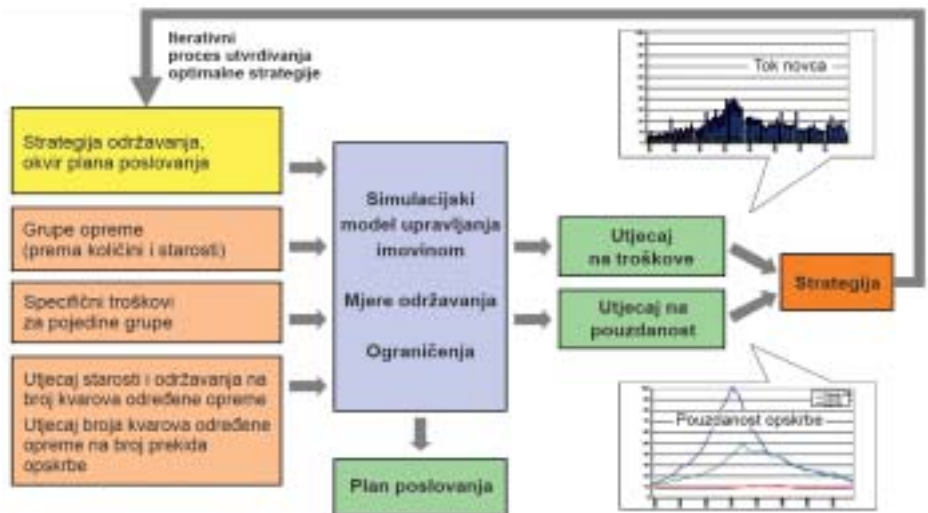 Iterativni
proces utvrđivanja
optimalne strategije
Tok novca
Strategija održavanja,
okvir plana poslovanja
Grupe opreme
(prema količini i starosti)
Specifični troškovi
za pojedine grupe
Utjecaj starosti i održavanja na
broj kvarova određene opreme
Utjecaj broja kvarova određene
opreme na broj prekida
opskrbe
Simulacijski
model upravljanja
imovinom
Mjere održavanja
Ograničenja
Utjecaj
na troškove
Utjecaj na
pouzdanost
Strategija
Pouzdanost opskrbe
Plan poslovanja